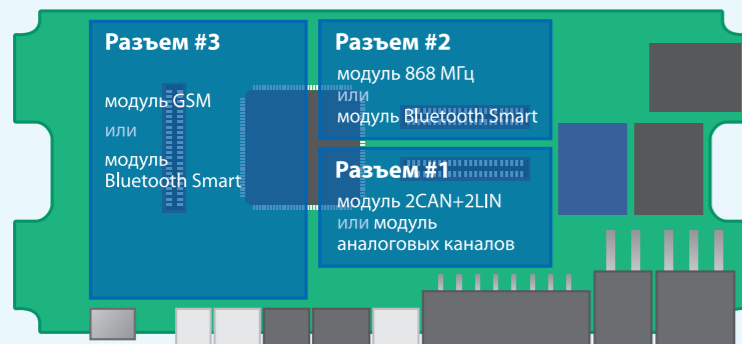 Разъем #3
модуль GSM
или
модуль
Bluetooth Smart
Разъем #2
модуль 868 МГц
или
модуль Bluetooth Smart
Разъем #1
модуль 2CAN+2LIN
или модуль
аналоговых каналов